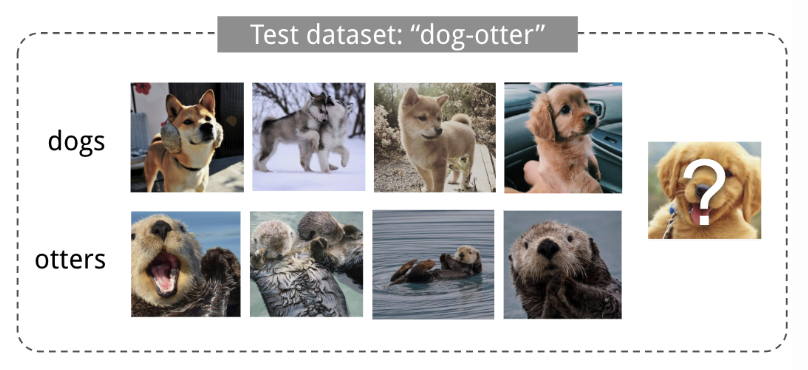 Test dataset: “dog-otter”
dogs
?
otters